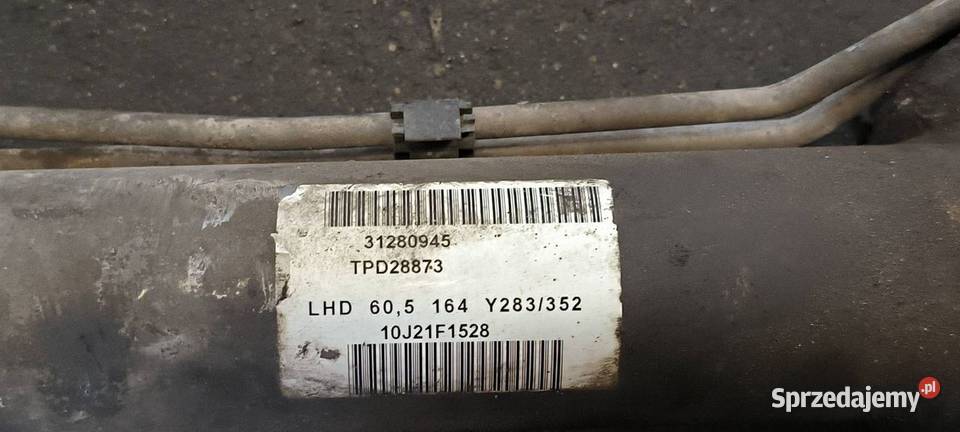 31280945
TPD28873
LHD 60,5 164 Y283/352
10J21F1528
Sprzedajemy.pl